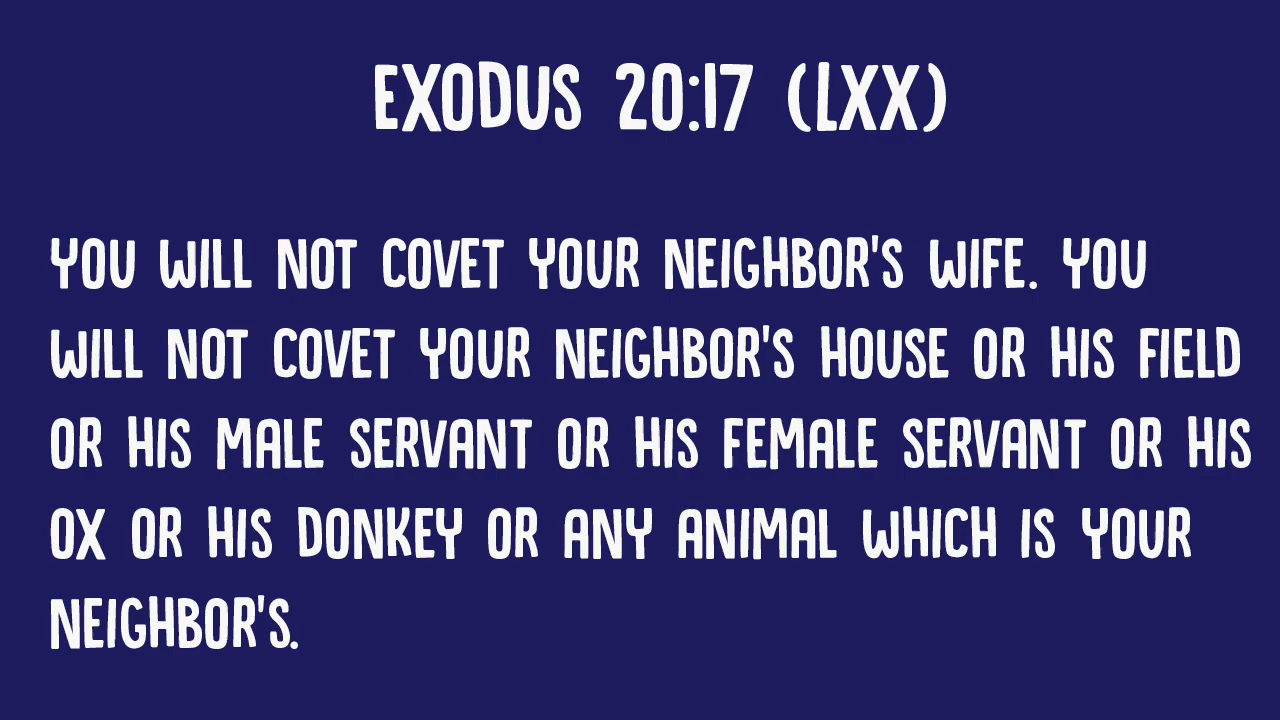 EXODUS 20:17 (LXX)
YOU WILL NOT COVET YOUR NEIGHBOR'S WIFE. YOU
WILL NOT COVET YOUR NEIGHBOR'S HOUSE OR HIS FIELD
OR HIS MALE SERVANT OR HIS FEMALE SERVANT OR HIS
OX OR HIS DONKEY OR ANY ANIMAL WHICH IS YOUR
NEIGHBOR'S.